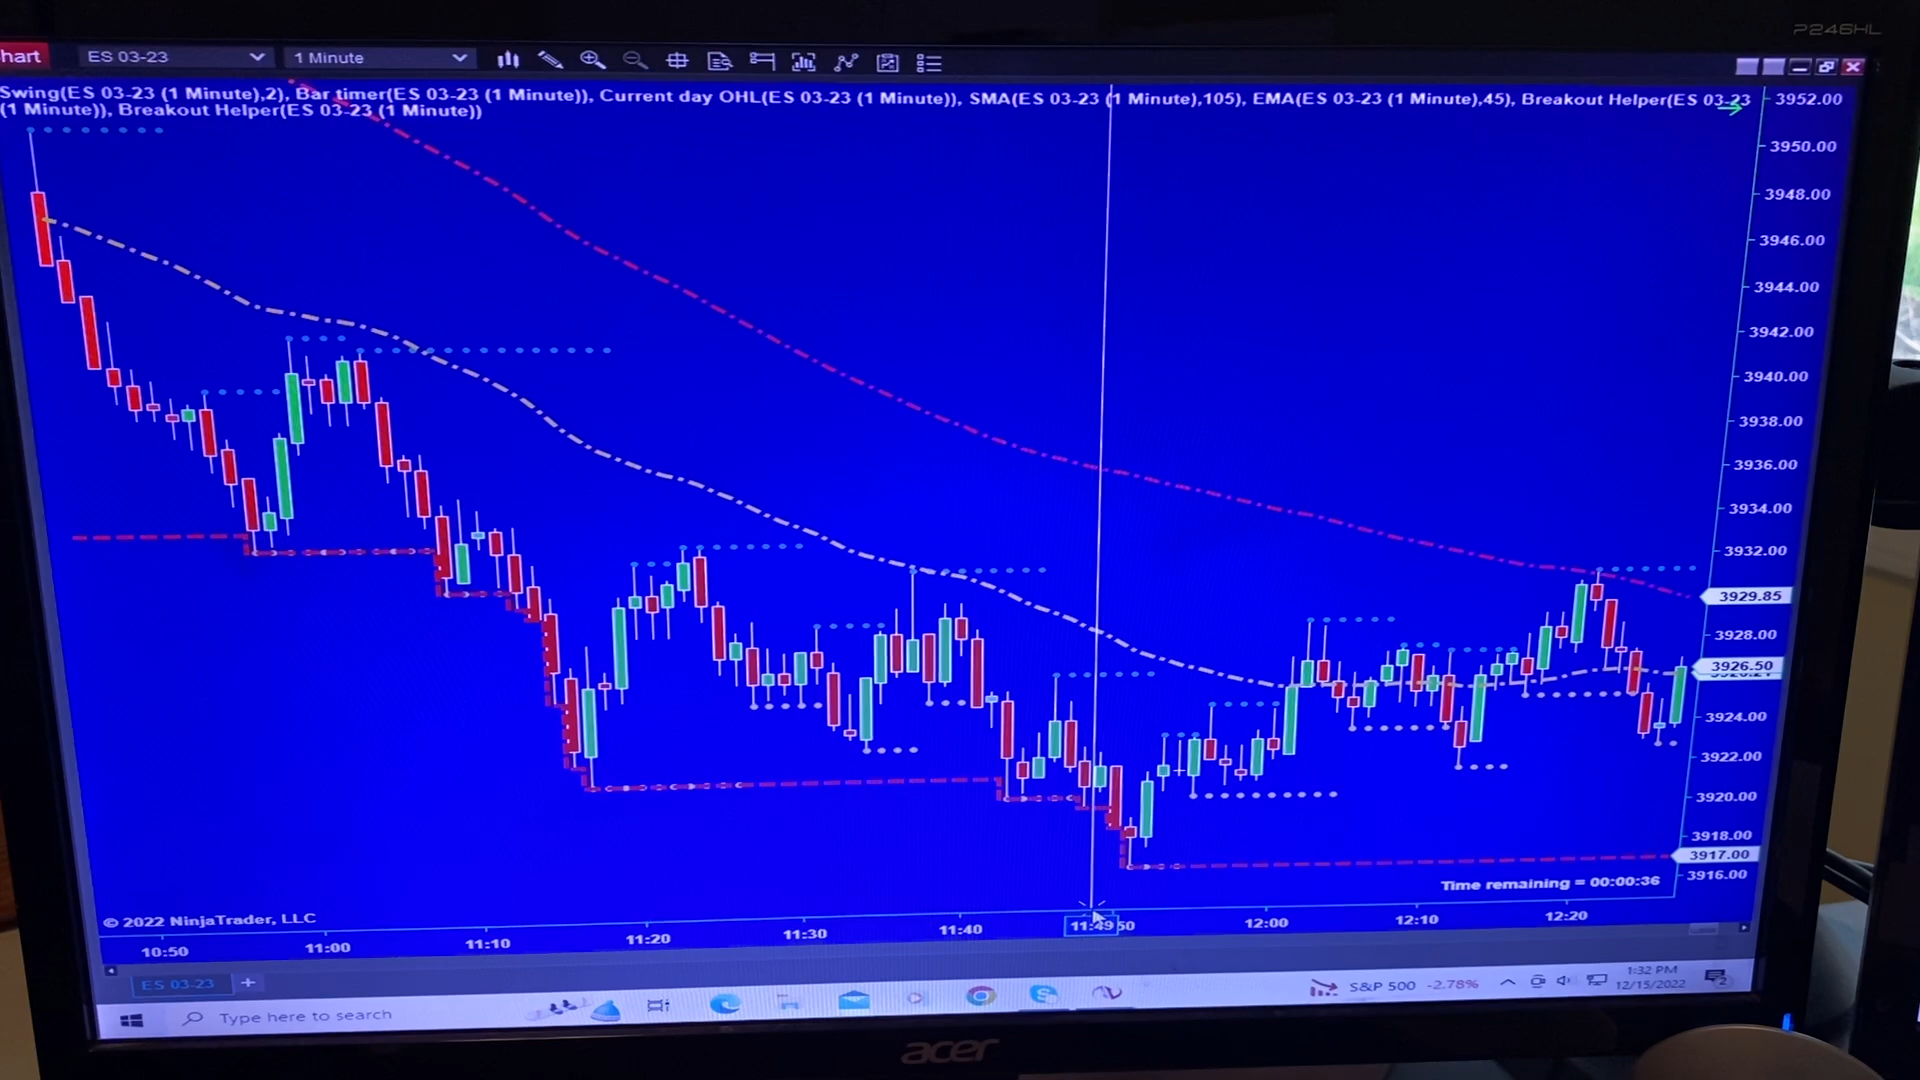 P246HL
hart
ES 03-23
1 Minute
Swing(ES 03-23 (1 Minute),2), Bar timer(ES 03-23 (1 Minute)), Current day OHL(ES 03-23 (1 Minute)), SMA(ES 03-23 (1 Minute),105), EMA(ES 03-23 (1 Minute),45), Breakout Helper(ES 03-23
(1 Minute)), Breakout Helper(ES 03-23 (1 Minute))
3952.00
3950.00
3948.00
3946.00
3944.00
3942.00
3940.00
3938.00
3936.00
3934.00
3932.00
3929.85
3928.00
3926.50
3924.00
3922.00
3920.00
3918.00
3917.00
3916.00
Time remaining = 00:00:36
© 2022 NinjaTrader, LLC
10:50
11:00
11:10
11:20
11:30
11:40
11:49
50
12:00
12:10
12:20
ES 03-23
+
Type here to search
S&P 500 -2.78%
1:32 PM
12/15/2022
2
acer